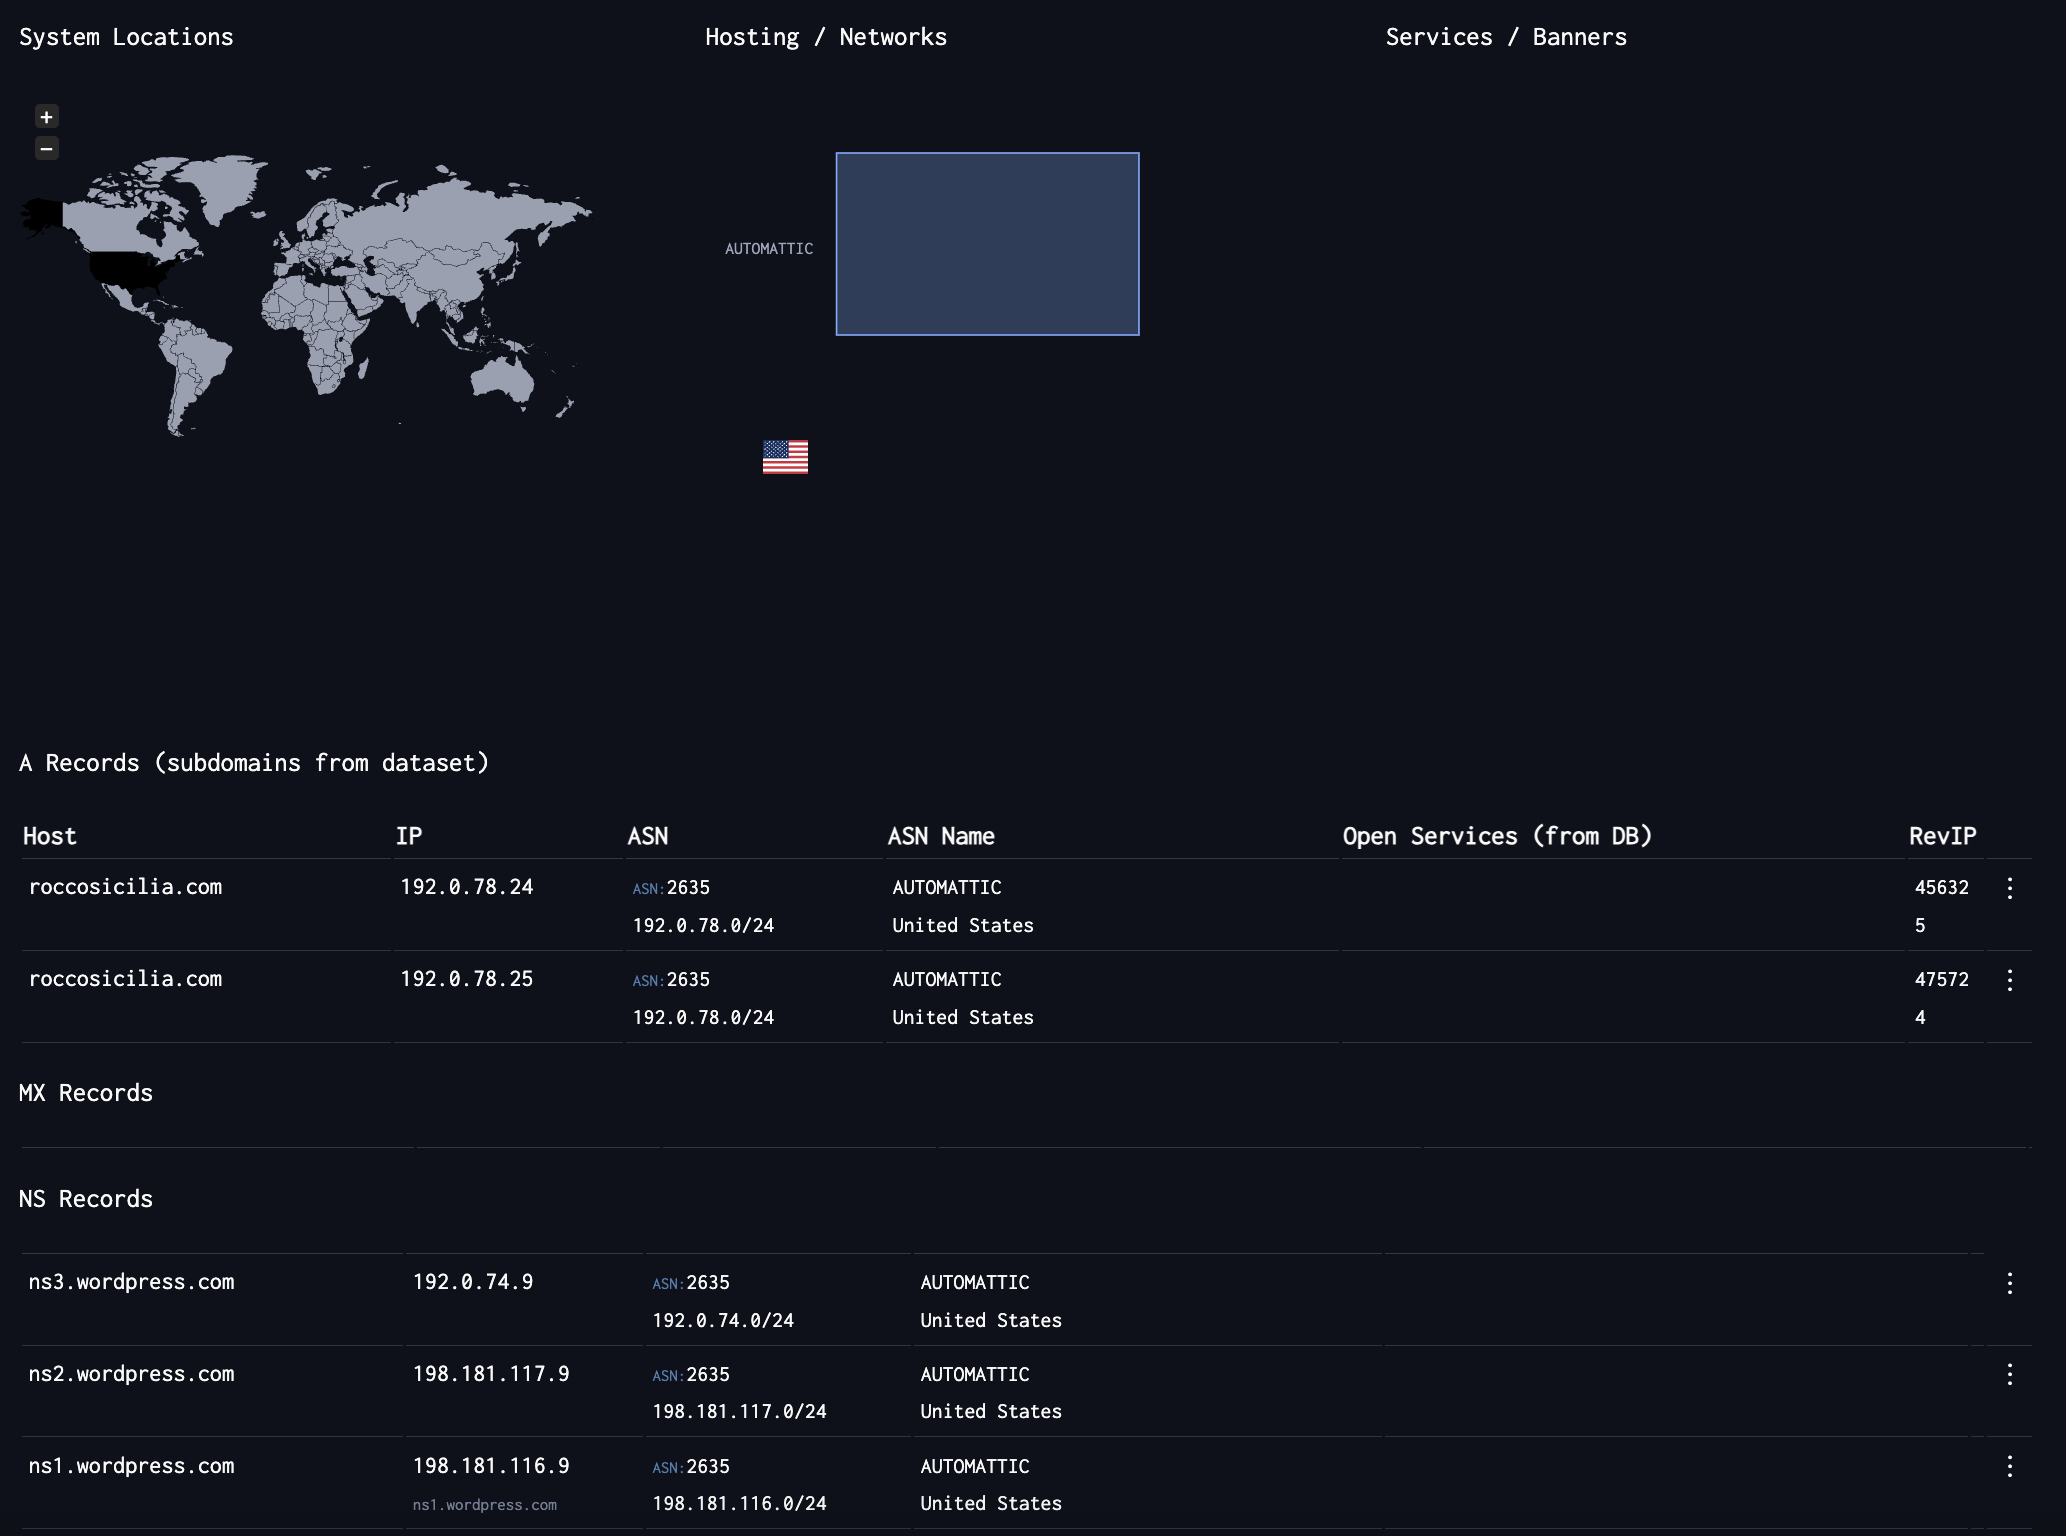 System Locations
Hosting / Networks
Services / Banners
+
−
AUTOMATTIC
A Records (subdomains from dataset)
Host IP ASN ASN Name Open Services (from DB) RevIP
roccosicilia.com 192.0.78.24 ASN:2635 AUTOMATTIC 45632
192.0.78.0/24 United States 5
roccosicilia.com 192.0.78.25 ASN:2635 AUTOMATTIC 47572
192.0.78.0/24 United States 4
MX Records
NS Records
ns3.wordpress.com 192.0.74.9 ASN:2635 AUTOMATTIC
192.0.74.0/24 United States
ns2.wordpress.com 198.181.117.9 ASN:2635 AUTOMATTIC
198.181.117.0/24 United States
ns1.wordpress.com 198.181.116.9 ASN:2635 AUTOMATTIC
ns1.wordpress.com 198.181.116.0/24 United States